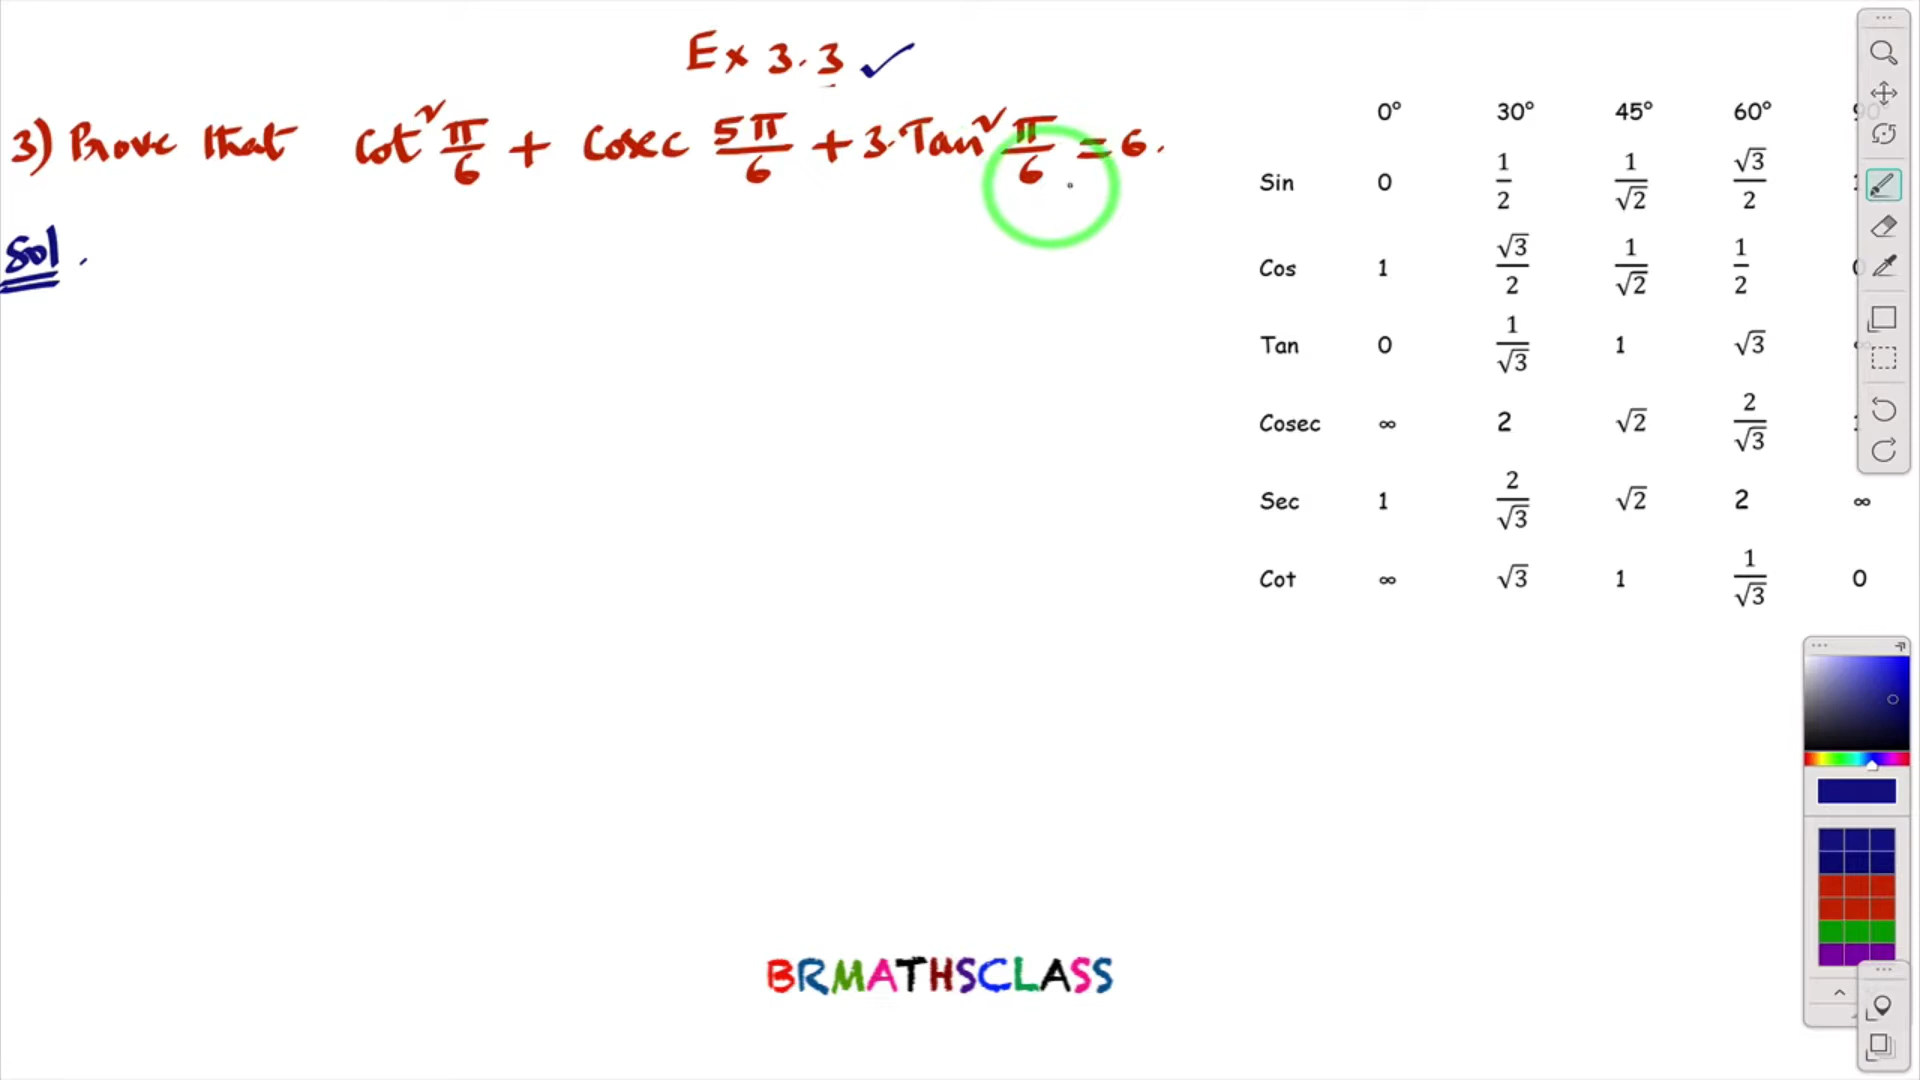 Ex 3.3 ✓
3) Prove that cot² π/6 + Cosec 5π/6 + 3.Tan² π/6 = 6.
Sol.
0° 30° 45° 60° 90°
Sin 0 1/2 1/√2 √3/2
Cos 1 √3/2 1/√2 1/2 0
Tan 0 1/√3 1 √3 ∞
Cosec ∞ 2 √2 2/√3
Sec 1 2/√3 √2 2 ∞
Cot ∞ √3 1 1/√3 0
BRMATHSCLASS